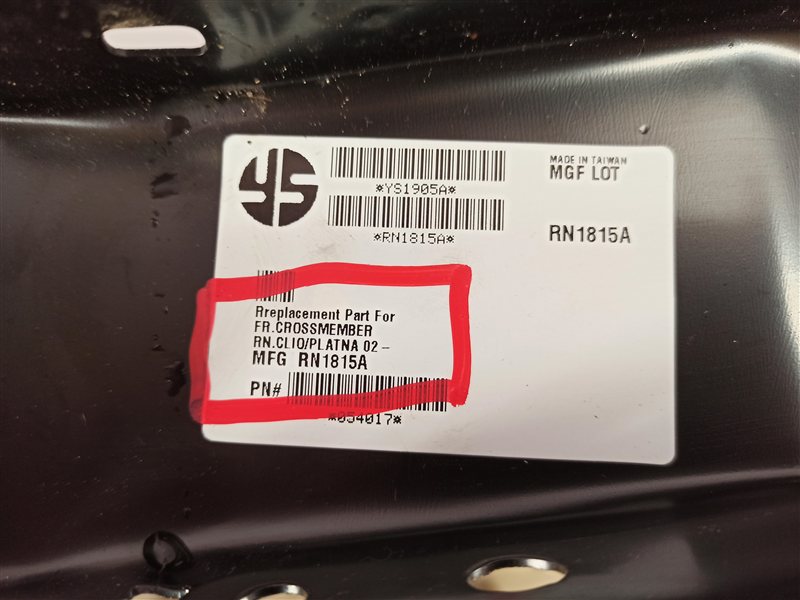 YS
*YS1905A*
*RN1815A*
MADE IN TAIWAN
MGF LOT
RN1815A
Rreplacement Part For
FR.CROSSMEMBER
RN.CLIO/PLATNA 02-
MFG RN1815A
PN#
*054017*